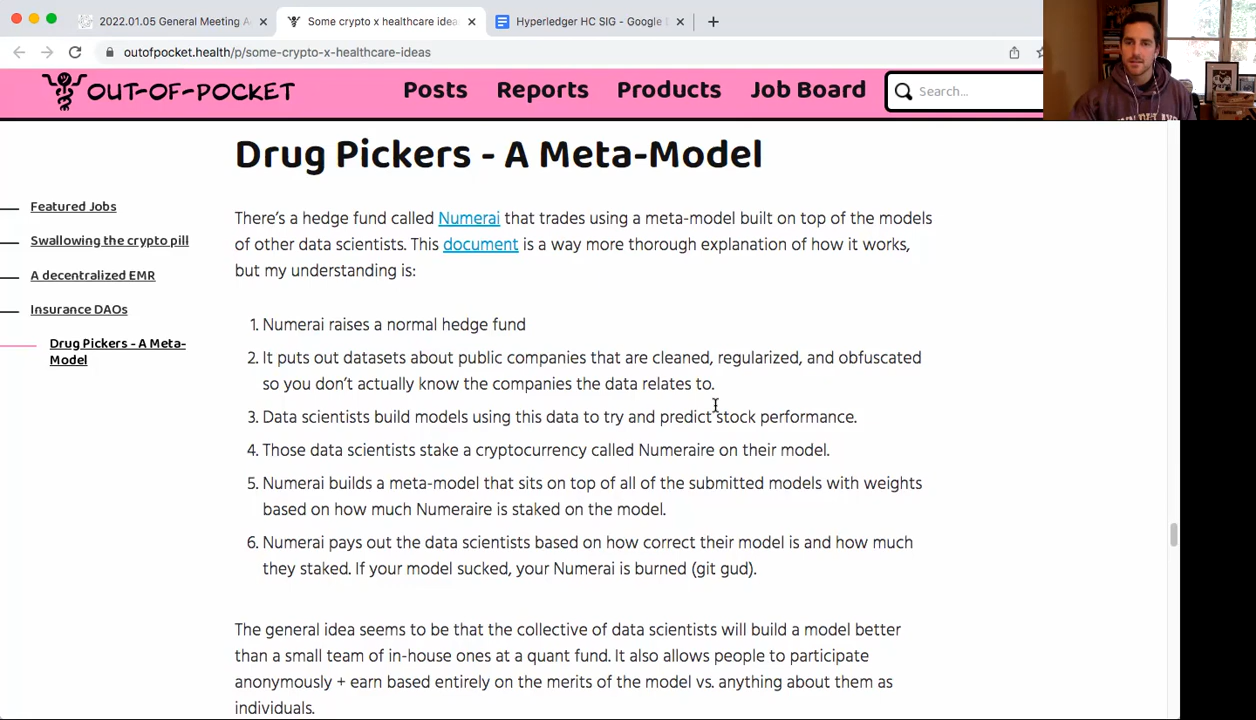 2022.01.05 General Meeting A
Some crypto x healthcare idea
Hyperledger HC SIG - Google
outofpocket.health/p/some-crypto-x-healthcare-ideas
OUT-OF-POCKET
Posts
Reports
Products
Job Board
Search...
Featured Jobs
Swallowing the crypto pill
A decentralized EMR
Insurance DAOs
Drug Pickers - A Meta-
Model
Drug Pickers - A Meta-Model
There's a hedge fund called Numerai that trades using a meta-model built on top of the models
of other data scientists. This document is a way more thorough explanation of how it works,
but my understanding is:
1. Numerai raises a normal hedge fund
2. It puts out datasets about public companies that are cleaned, regularized, and obfuscated
so you don't actually know the companies the data relates to.
3. Data scientists build models using this data to try and predict stock performance.
4. Those data scientists stake a cryptocurrency called Numeraire on their model.
5. Numerai builds a meta-model that sits on top of all of the submitted models with weights
based on how much Numeraire is staked on the model.
6. Numerai pays out the data scientists based on how correct their model is and how much
they staked. If your model sucked, your Numerai is burned (git gud).
The general idea seems to be that the collective of data scientists will build a model better
than a small team of in-house ones at a quant fund. It also allows people to participate
anonymously + earn based entirely on the merits of the model vs. anything about them as
individuals.